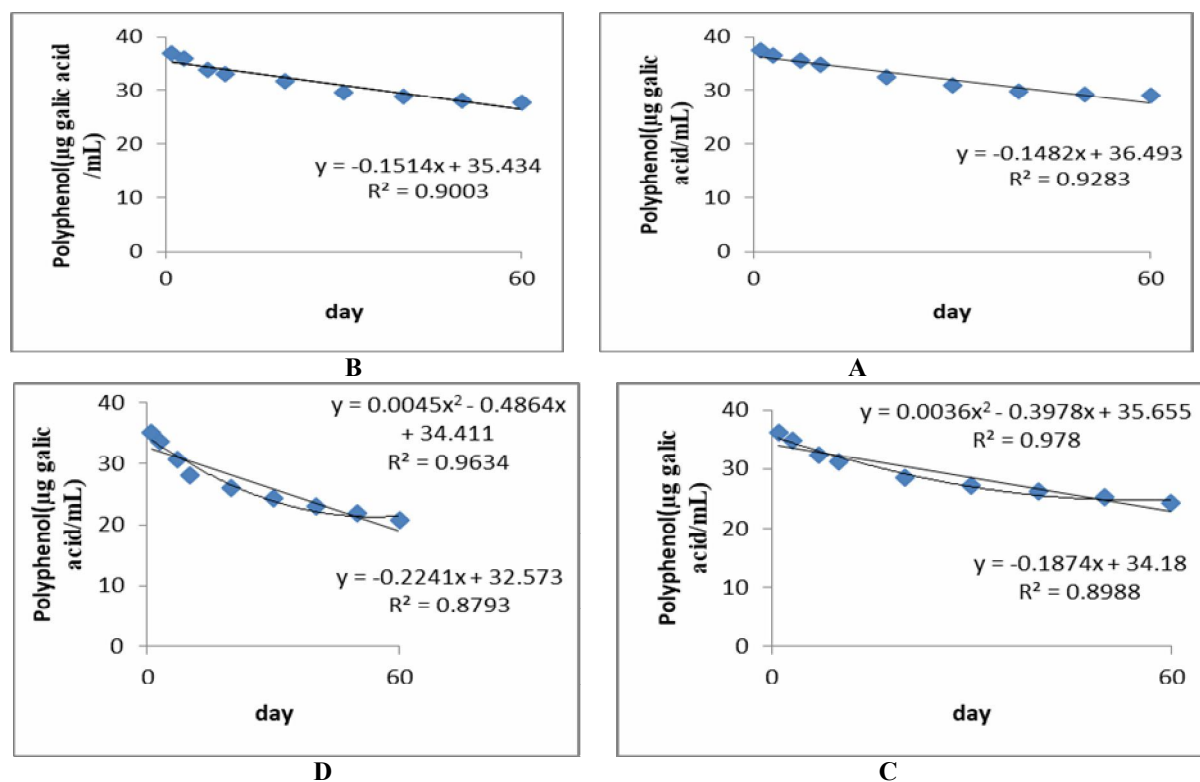 40
30
20
10
0
0
60
Polyphenol(µg galic acid
/mL)
y = -0.1514x + 35.434
R² = 0.9003
day
B
40
30
20
10
0
0
60
Polyphenol(µg galic
acid/mL)
y = -0.1482x + 36.493
R² = 0.9283
day
A
40
30
20
10
0
0
60
Polyphenol(µg galic
acid/mL)
y = 0.0045x² - 0.4864x
+ 34.411
R² = 0.9634
y = -0.2241x + 32.573
R² = 0.8793
day
D
40
30
20
10
0
0
60
Polyphenol(µg galic
acid/mL)
y = 0.0036x² - 0.3978x + 35.655
R² = 0.978
y = -0.1874x + 34.18
R² = 0.8988
day
C